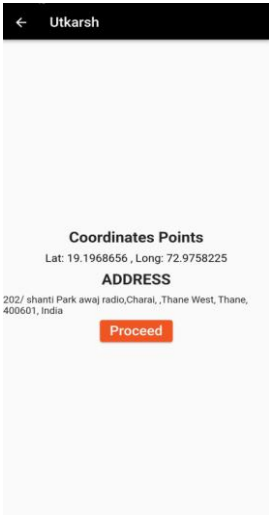 Utkarsh
Coordinates Points
Lat: 19.1968656 , Long: 72.9758225
ADDRESS
202/ shanti Park awaj radio,Charai, ,Thane West, Thane,
400601, India
Proceed